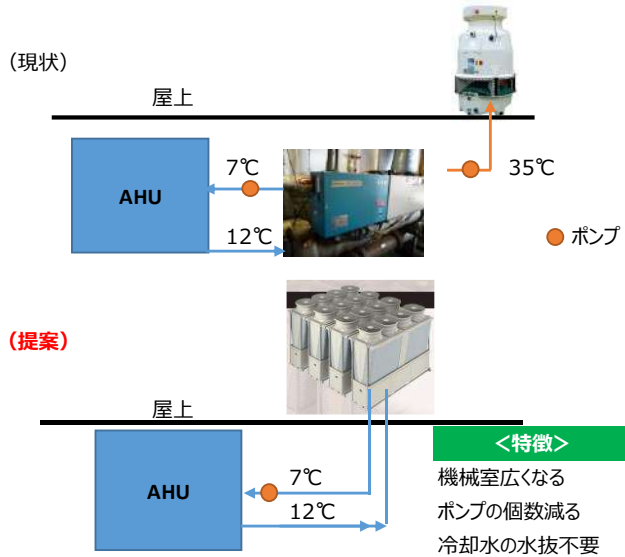 （現状）
屋上
7℃
35℃
AHU
12℃
ポンプ
（提案）
屋上
＜特徴＞
7℃
機械室広くなる
AHU
12℃
ポンプの個数減る
冷却水の水抜不要